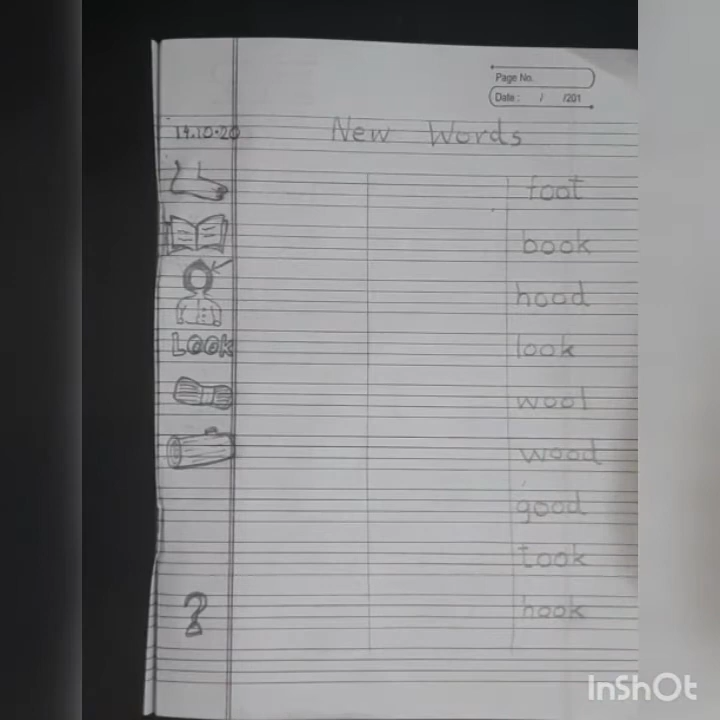 Page No.
Date : / /201
14.10.20 New Words
foot
book
hood
LOOK look
wool
wood
good
took
hook
InShOt